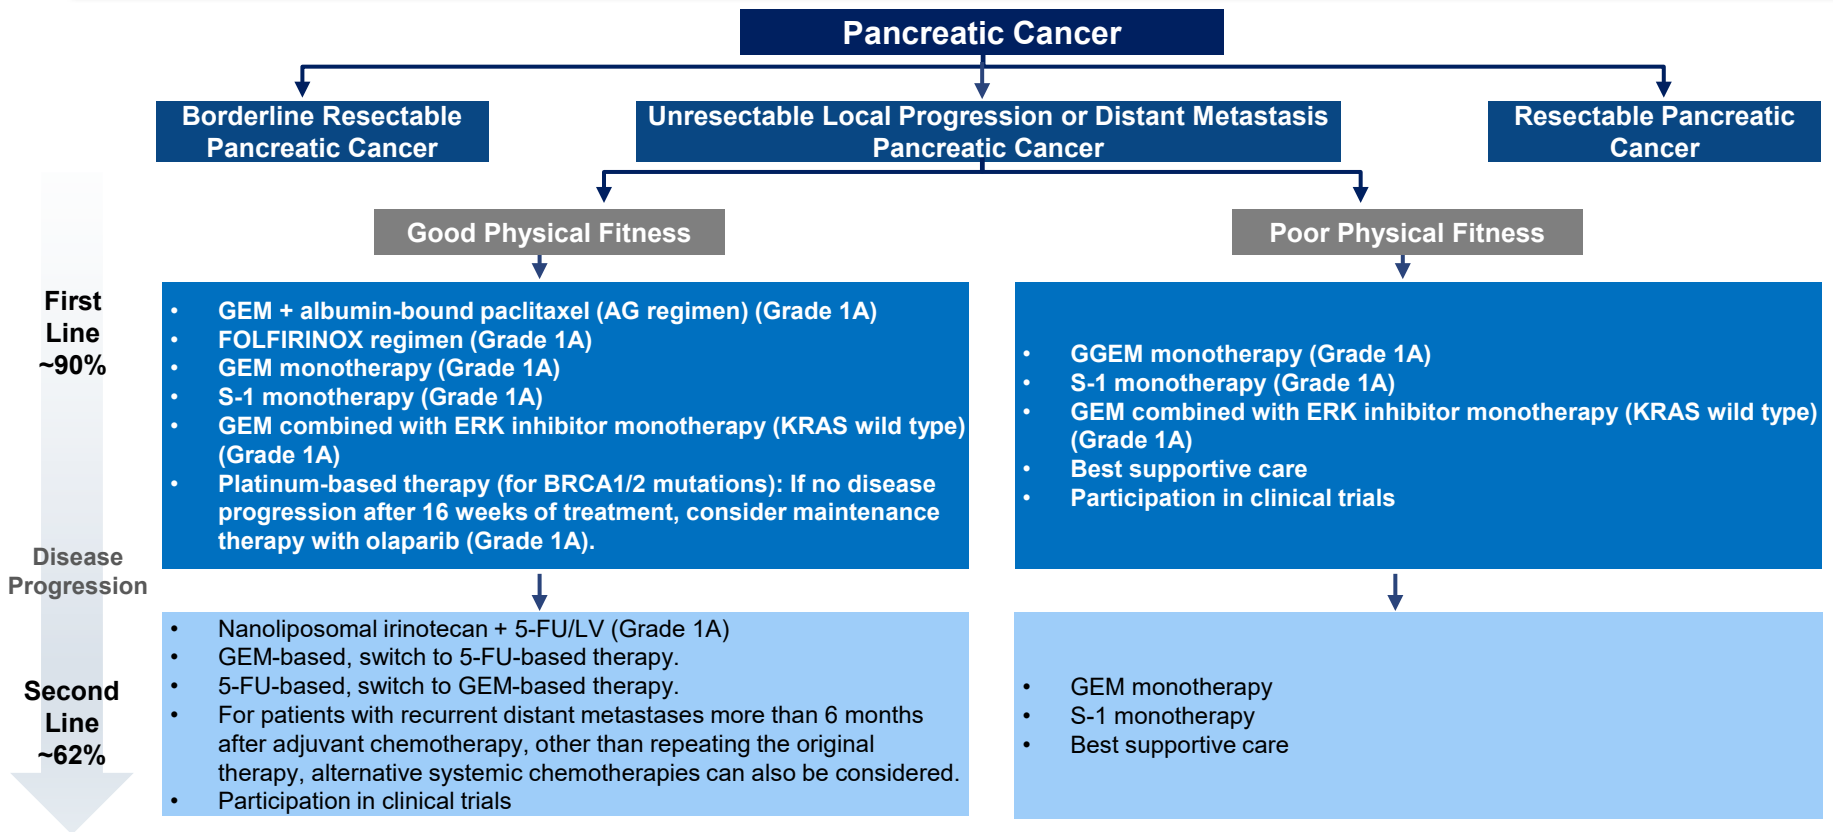 Pancreatic Cancer
Borderline Resectable
Pancreatic Cancer
Unresectable Local Progression or Distant Metastasis
Pancreatic Cancer
Resectable Pancreatic
Cancer
Good Physical Fitness
Poor Physical Fitness
First
Line
~90%
• GEM + albumin-bound paclitaxel (AG regimen) (Grade 1A)
• FOLFIRINOX regimen (Grade 1A)
• GEM monotherapy (Grade 1A)
• S-1 monotherapy (Grade 1A)
• GEM combined with ERK inhibitor monotherapy (KRAS wild type)
(Grade 1A)
• Platinum-based therapy (for BRCA1/2 mutations): If no disease
progression after 16 weeks of treatment, consider maintenance
therapy with olaparib (Grade 1A).
• GGEM monotherapy (Grade 1A)
• S-1 monotherapy (Grade 1A)
• GEM combined with ERK inhibitor monotherapy (KRAS wild type)
(Grade 1A)
• Best supportive care
• Participation in clinical trials
Disease
Progression
Second
Line
~62%
• Nanoliposomal irinotecan + 5-FU/LV (Grade 1A)
• GEM-based, switch to 5-FU-based therapy.
• 5-FU-based, switch to GEM-based therapy.
• For patients with recurrent distant metastases more than 6 months
after adjuvant chemotherapy, other than repeating the original
therapy, alternative systemic chemotherapies can also be considered.
• Participation in clinical trials
• GEM monotherapy
• S-1 monotherapy
• Best supportive care